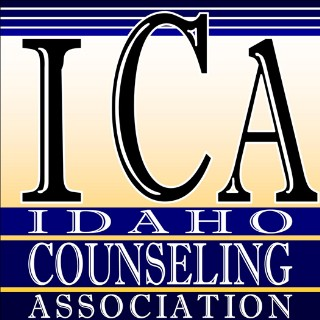 ICA
IDAHO
COUNSELING
ASSOCIATION